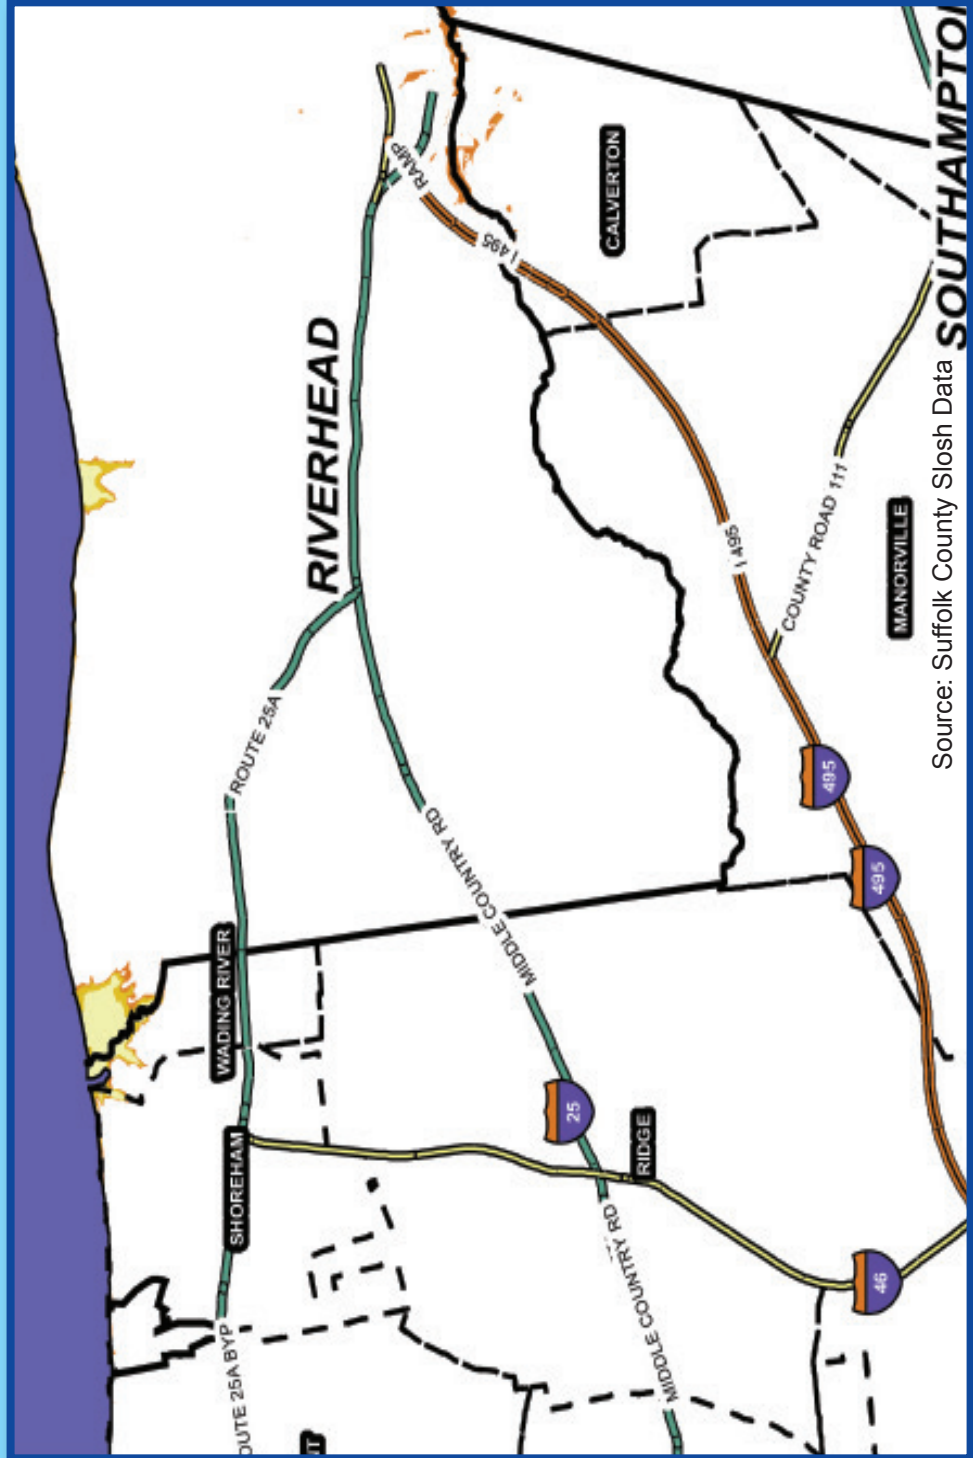 WADING RIVER
SHOREHAM
OUTE 25A BYP
ROUTE 25A
RIVERHEAD
RAMP
MIDDLE COUNTRY RD
I 495
25
CALVERTON
RIDGE
MIDDLE COUNTRY RD
I 495
COUNTY ROAD 111
495
495
46
MANORVILLE
SOUTHAMPTO
Source: Suffolk County Slosh Data